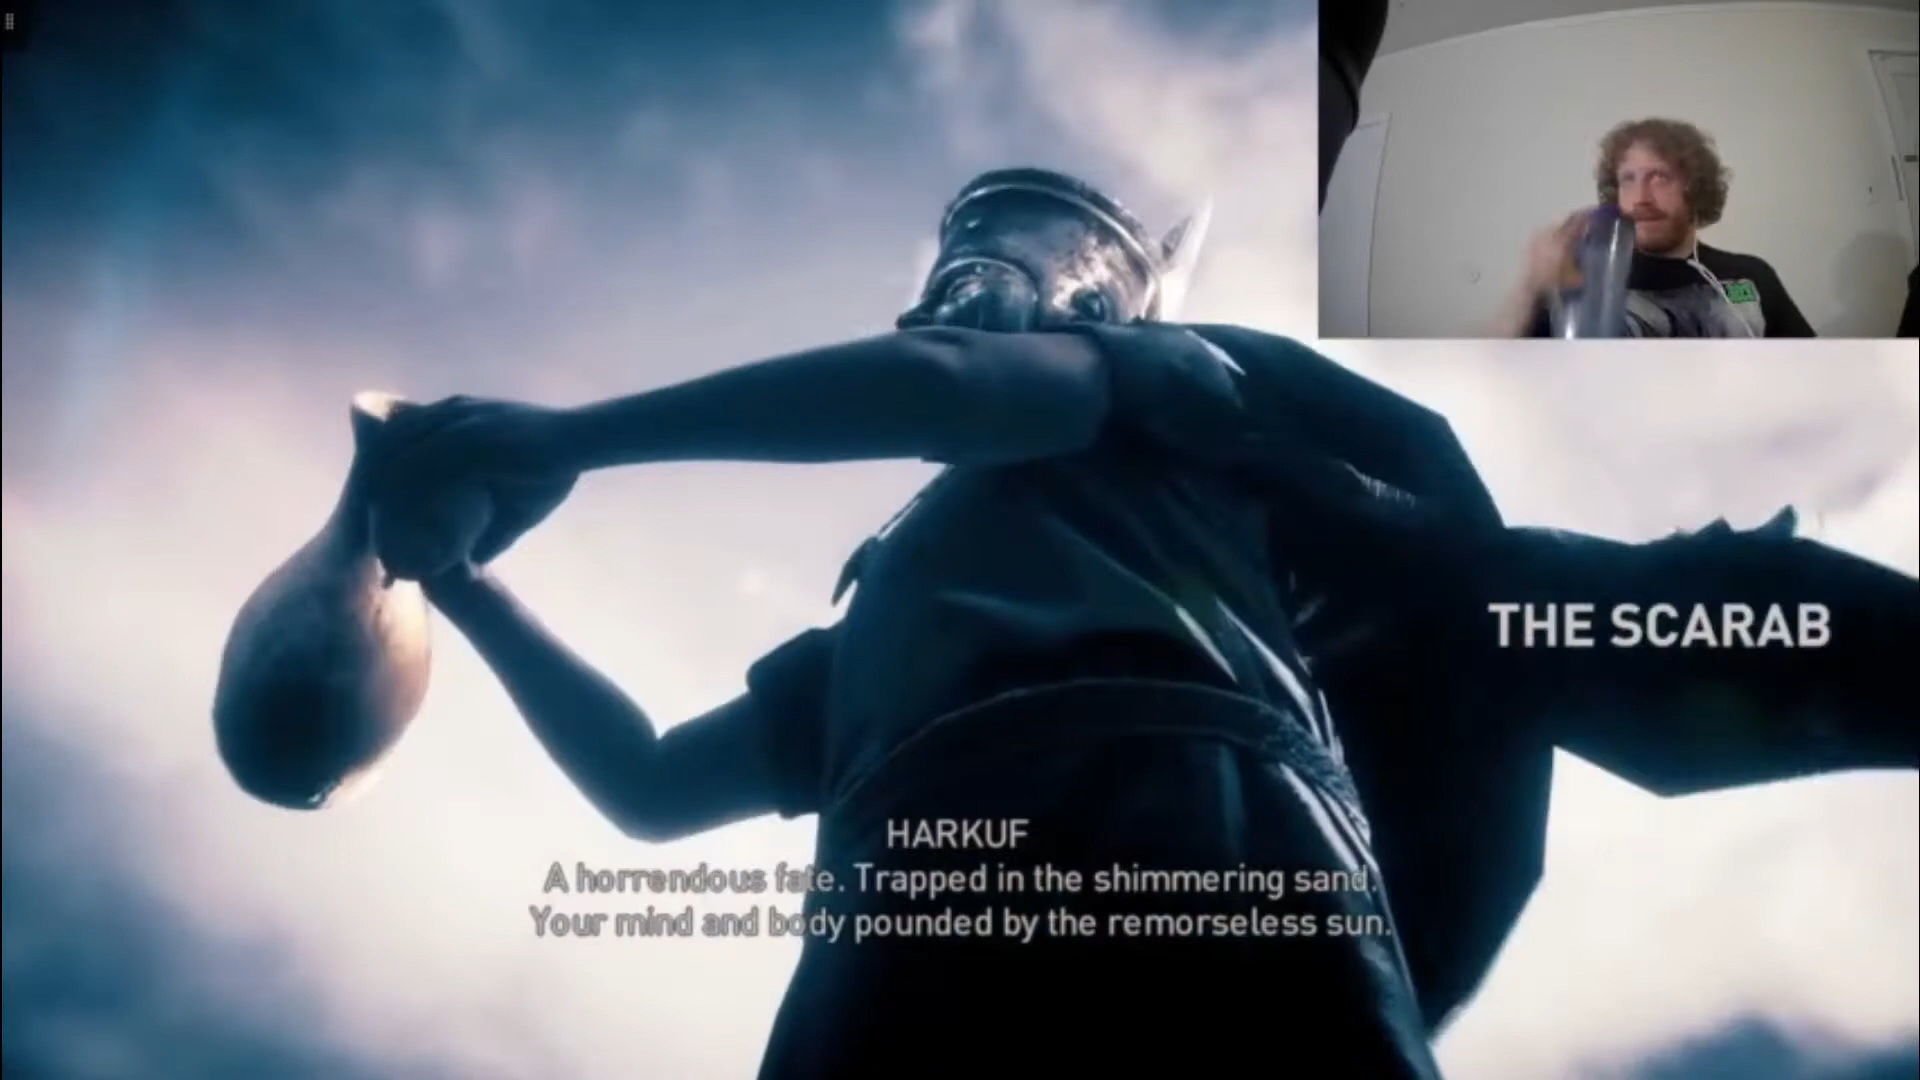 THE SCARAB
HARKUF
A horrendous fate. Trapped in the shimmering sand.
Your mind and body pounded by the remorseless sun.